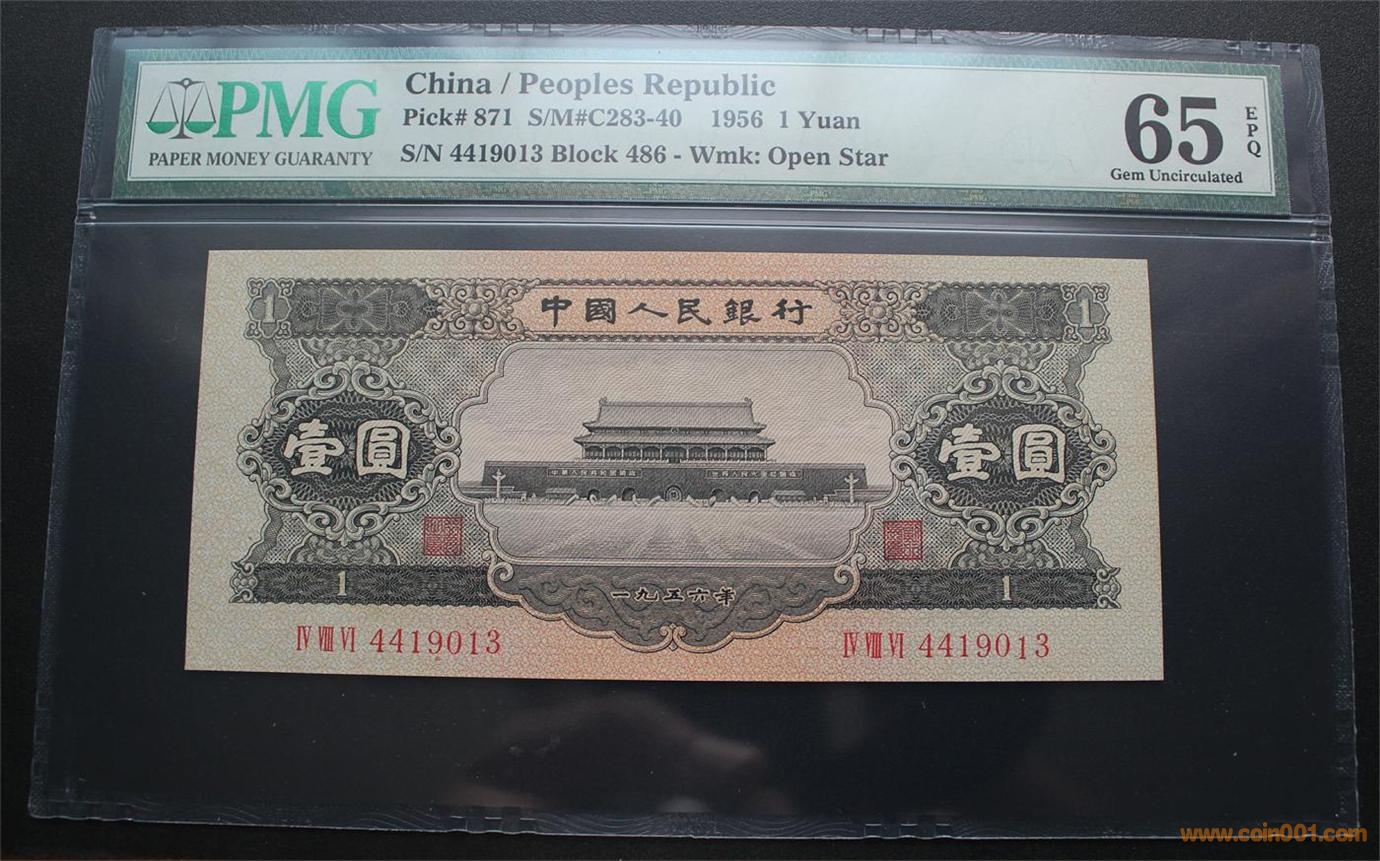 PMG
PAPER MONEY GUARANTY
China / Peoples Republic
Pick# 871 S/M#C283-40 1956 1 Yuan
S/N 4419013 Block 486 - Wmk: Open Star
65 EPQ
Gem Uncirculated
1 中國人民銀行 1
壹圓 壹圓
1 一九五六年 1
IV VIII VI 4419013 IV VIII VI 4419013
www.coin001.com